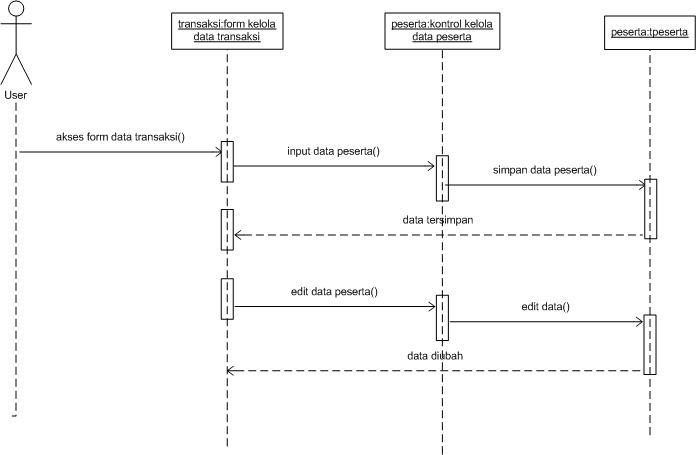 transaksi:form kelola
data transaksi
peserta:kontrol kelola
data peserta
peserta:tpeserta
User
akses form data transaksi()
input data peserta()
simpan data peserta()
data tersimpan
edit data peserta()
edit data()
data diubah